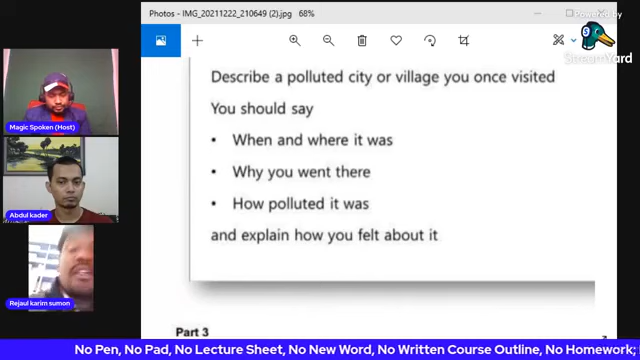 Photos - IMG_20211222_210649 (2).jpg 68%
Powered by
StreamYard
Describe a polluted city or village you once visited
You should say
• When and where it was
• Why you went there
• How polluted it was
and explain how you felt about it
Part 3
Magic Spoken (Host)
Abdul kader
Rejaul karim sumon
No Pen, No Pad, No Lecture Sheet, No New Word, No Written Course Outline, No Homework;